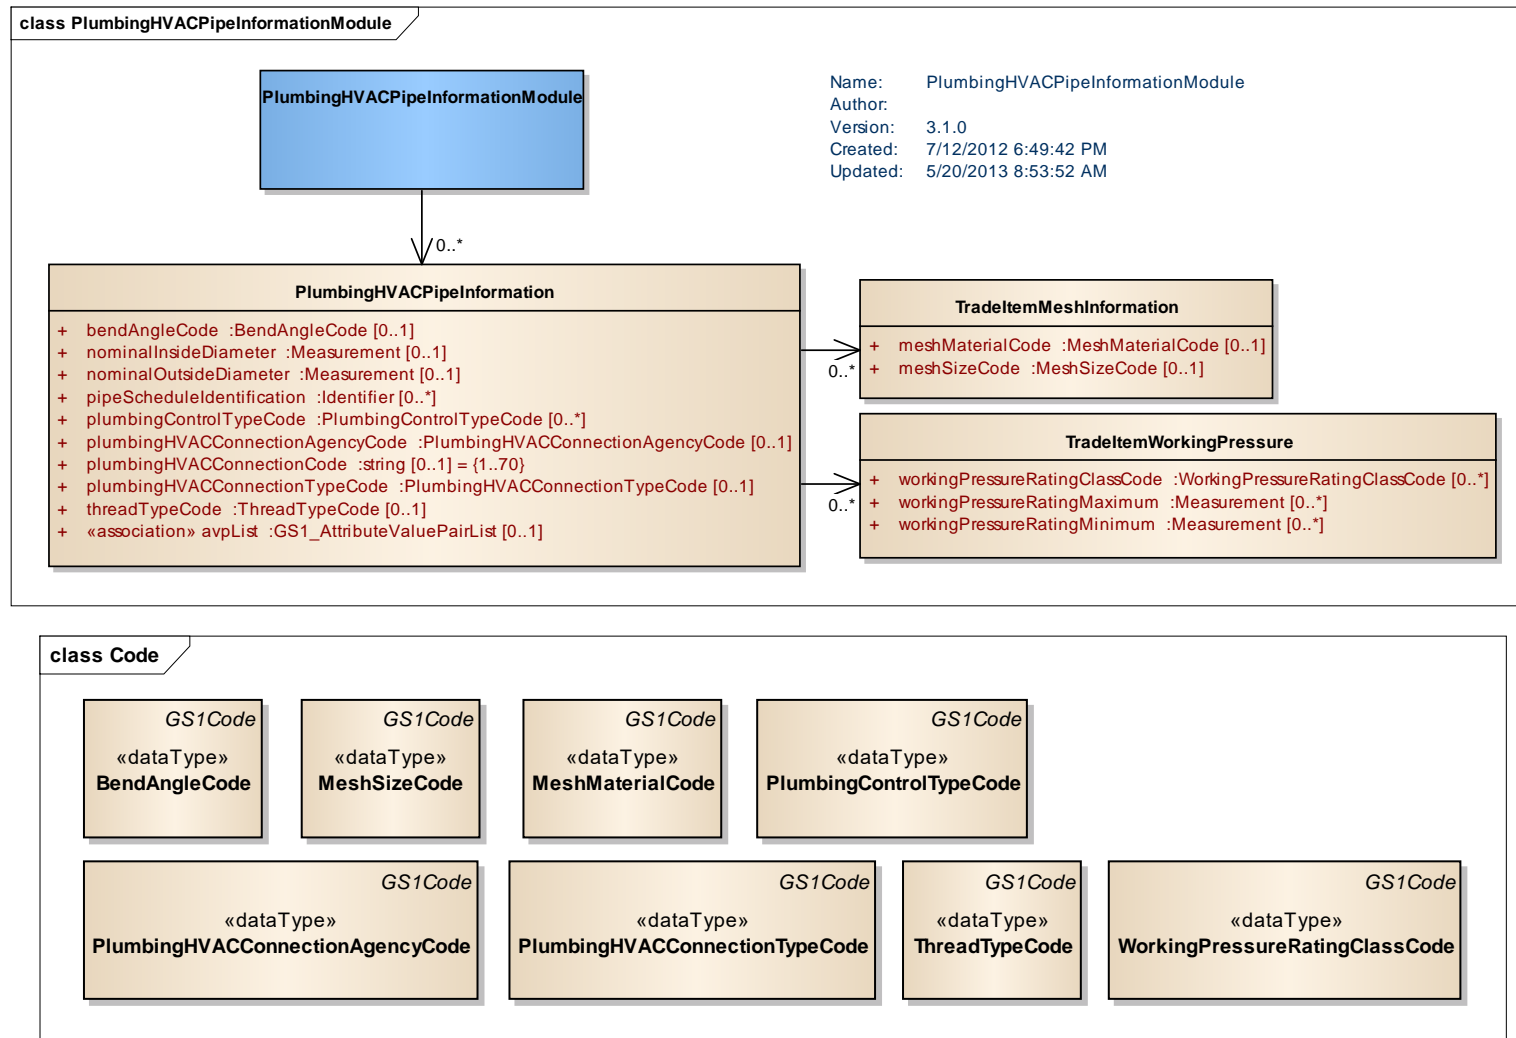 class PlumbingHVACPipeInformationModule
PlumbingHVACPipeInformationModule
Name: PlumbingHVACPipeInformationModule
Author:
Version: 3.1.0
Created: 7/12/2012 6:49:42 PM
Updated: 5/20/2013 8:53:52 AM
0..*
PlumbingHVACPipeInformation
+ bendAngleCode :BendAngleCode [0..1]
+ nominalInsideDiameter :Measurement [0..1]
+ nominalOutsideDiameter :Measurement [0..1]
+ pipeScheduleIdentification :Identifier [0..*]
+ plumbingControlTypeCode :PlumbingControlTypeCode [0..*]
+ plumbingHVACConnectionAgencyCode :PlumbingHVACConnectionAgencyCode [0..1]
+ plumbingHVACConnectionCode :string [0..1] = {1..70}
+ plumbingHVACConnectionTypeCode :PlumbingHVACConnectionTypeCode [0..1]
+ threadTypeCode :ThreadTypeCode [0..1]
+ «association» avpList :GS1_AttributeValuePairList [0..1]
0..*
TradeItemMeshInformation
+ meshMaterialCode :MeshMaterialCode [0..1]
+ meshSizeCode :MeshSizeCode [0..1]
0..*
TradeItemWorkingPressure
+ workingPressureRatingClassCode :WorkingPressureRatingClassCode [0..*]
+ workingPressureRatingMaximum :Measurement [0..*]
+ workingPressureRatingMinimum :Measurement [0..*]
class Code
GS1Code
«dataType»
BendAngleCode
GS1Code
«dataType»
MeshSizeCode
GS1Code
«dataType»
MeshMaterialCode
GS1Code
«dataType»
PlumbingControlTypeCode
GS1Code
«dataType»
PlumbingHVACConnectionAgencyCode
GS1Code
«dataType»
PlumbingHVACConnectionTypeCode
GS1Code
«dataType»
ThreadTypeCode
GS1Code
«dataType»
WorkingPressureRatingClassCode